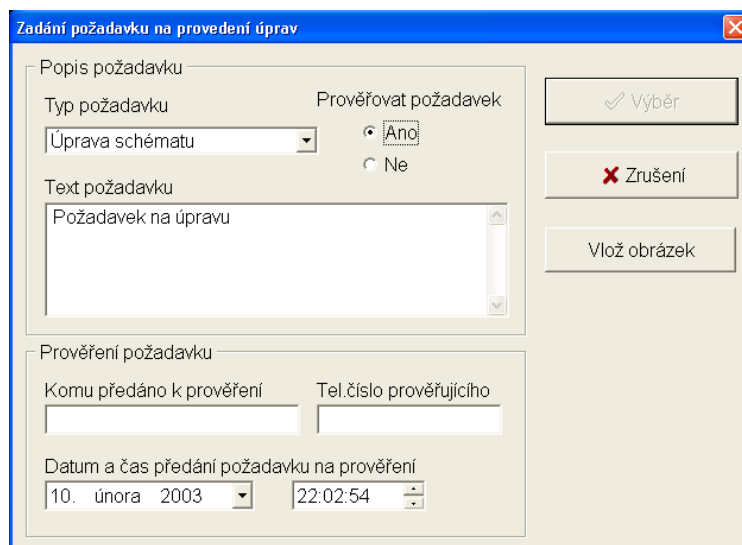 Zadání požadavku na provedení úprav
Popis požadavku
Typ požadavku
Úprava schématu
Prověřovat požadavek
Ano
Ne
Text požadavku
Požadavek na úpravu
Výběr
Zrušení
Vlož obrázek
Prověření požadavku
Komu předáno k prověření
Tel.číslo prověřujícího
Datum a čas předání požadavku na prověření
10. února 2003
22:02:54